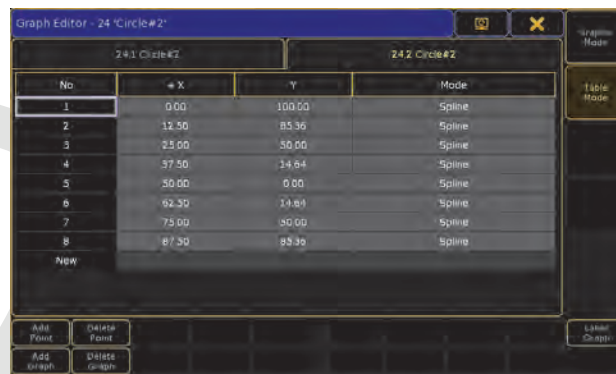 Graph Editor - 24 'Circle#2'
Graphic Mode
24.1 Circle#2 24.2 Circle#2
Table Mode
No. X Y Mode
1 0.00 100.00 Spline
2 12.50 85.36 Spline
3 25.00 50.00 Spline
4 37.50 14.64 Spline
5 50.00 0.00 Spline
6 62.50 14.64 Spline
7 75.00 50.00 Spline
8 87.50 85.36 Spline
New
Add Point Delete Point Label Graph
Add Graph Delete Graph